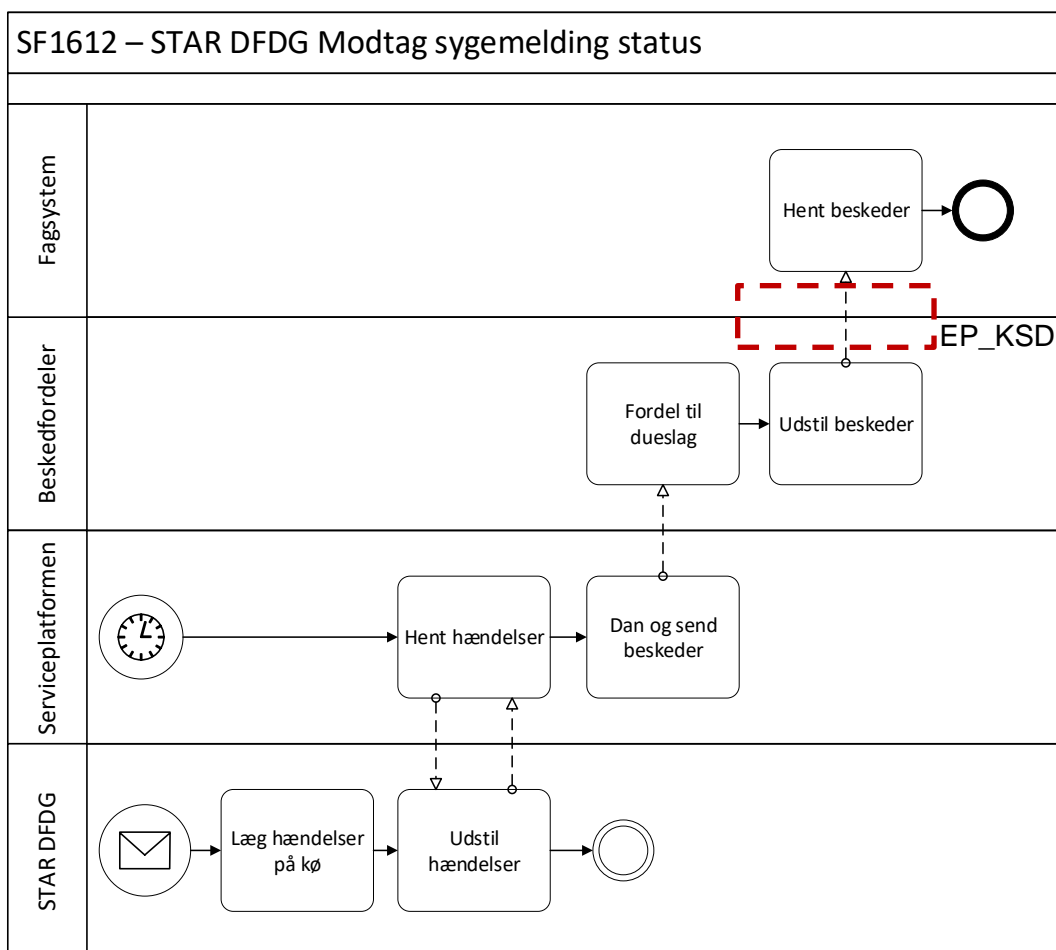 SF1612 – STAR DFDG Modtag sygemelding status
Fagsystem
Hent beskeder
EP_KSD
Beskedfordeler
Fordel til
dueslag
Udstil beskeder
Serviceplatformen
Hent hændelser
Dan og send
beskeder
STAR DFDG
Læg hændelser
på kø
Udstil
hændelser